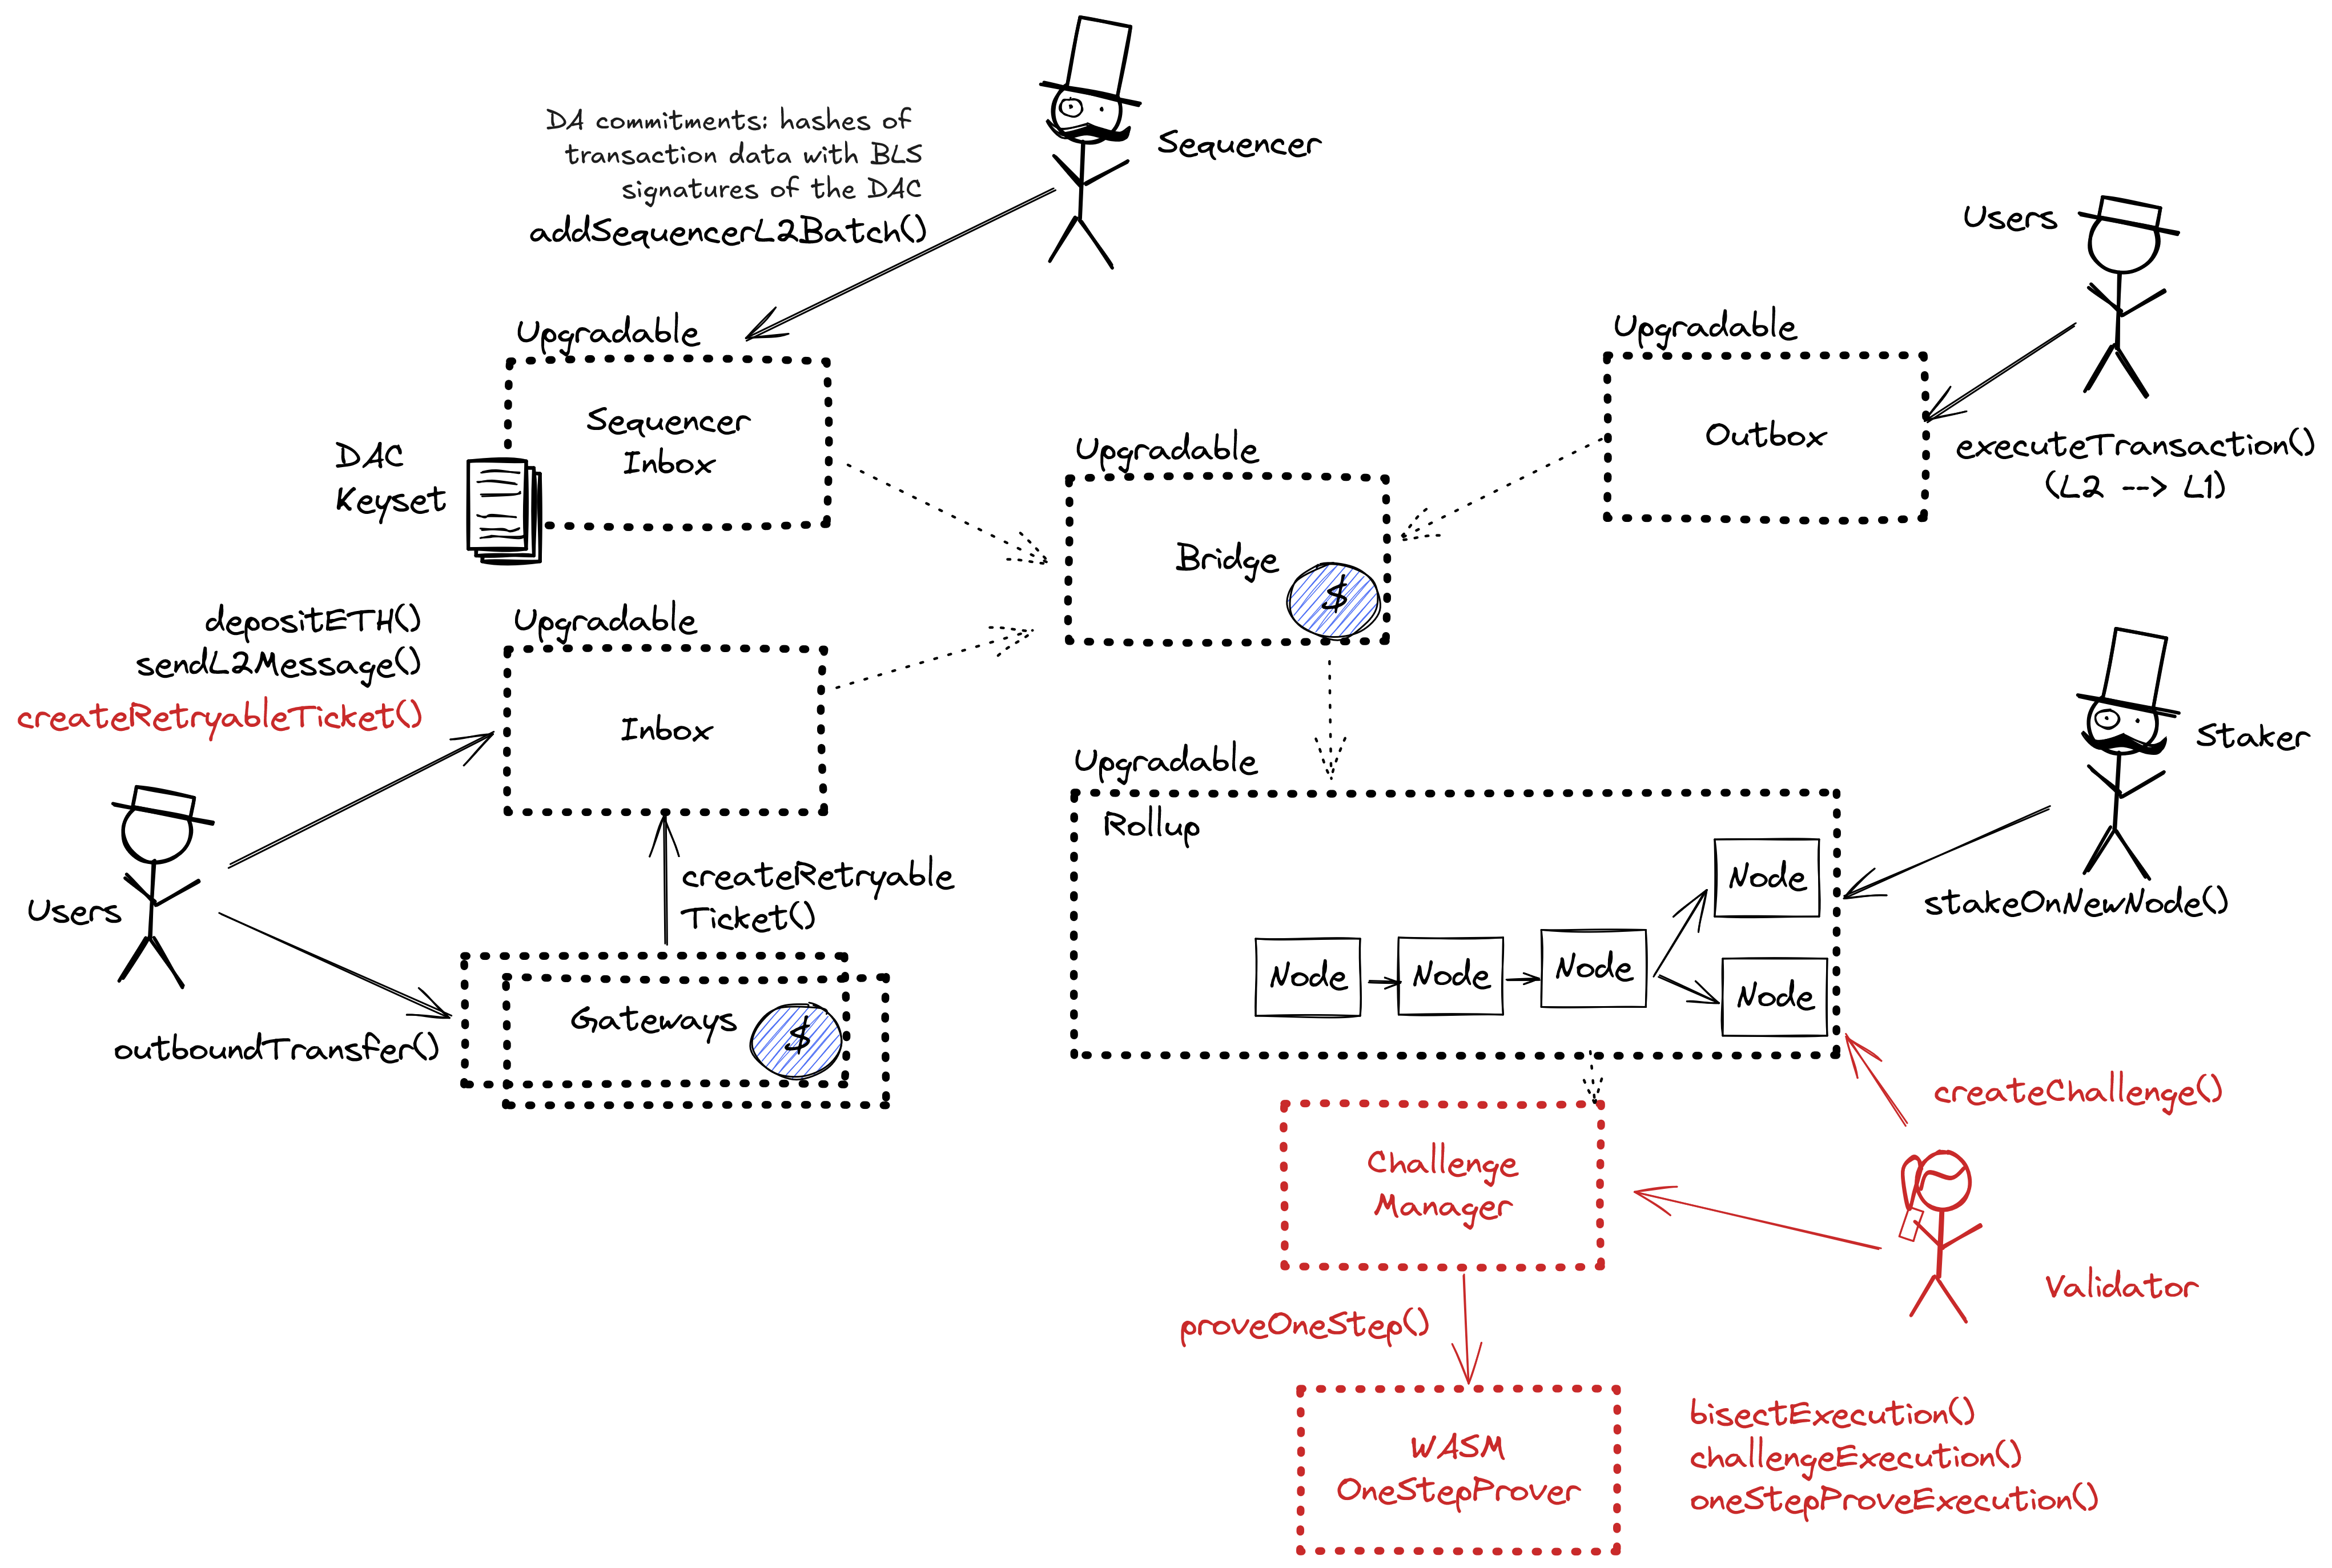 DA commitments: hashes of
transaction data with BLS
signatures of the DAC
addSequencerL2Batch()
Sequencer
Users
Upgradable
Sequencer
Inbox
DAC
Keyset
Upgradable
Outbox
executeTransaction()
(L2 --> L1)
Upgradable
Bridge
$
depositETH()
sendL2Message()
createRetryableTicket()
Upgradable
Inbox
Users
createRetryable
Ticket()
outboundTransfer()
Gateways
$
Upgradable
Rollup
Node
Node
Node
Node
Node
Staker
stakeOnNewNode()
createChallenge()
Challenge
Manager
Validator
proveOneStep()
WASM
OneStepProver
bisectExecution()
challengeExecution()
oneStepProveExecution()